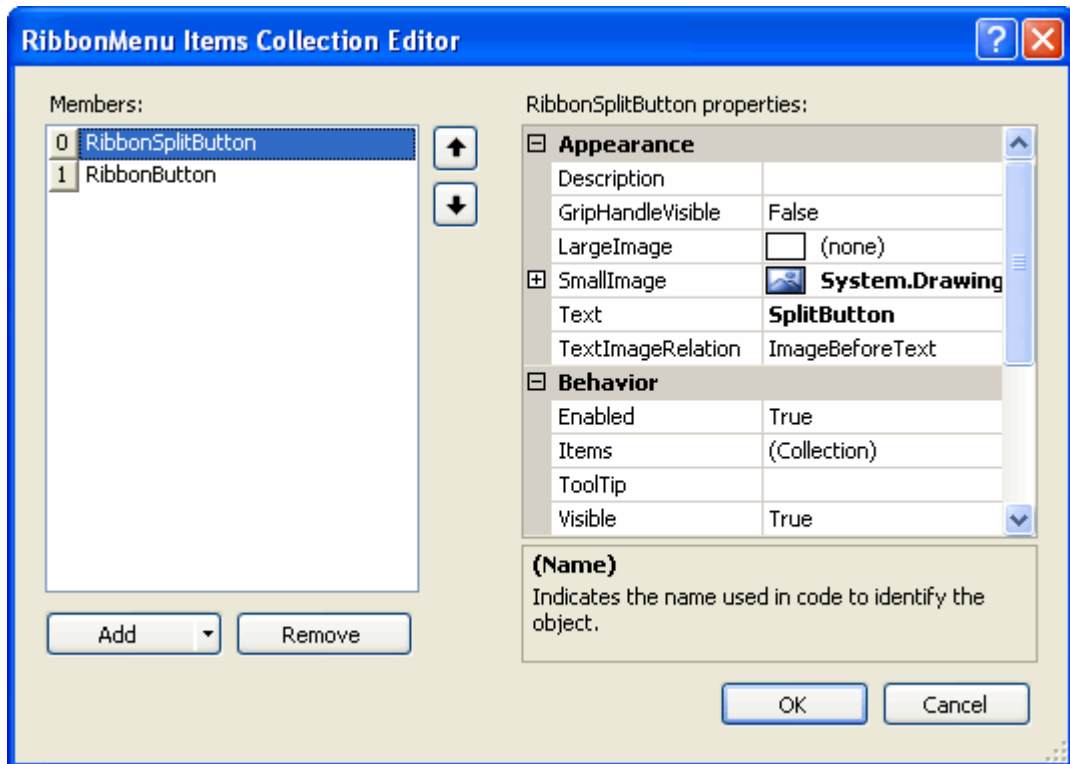 RibbonMenu Items Collection Editor
Members:
0 RibbonSplitButton
1 RibbonButton
Add
Remove
RibbonSplitButton properties:
Appearance
Description
GripHandleVisible False
LargeImage (none)
SmallImage System.Drawing
Text SplitButton
TextImageRelation ImageBeforeText
Behavior
Enabled True
Items (Collection)
ToolTip
Visible True
(Name)
Indicates the name used in code to identify the
object.
OK
Cancel